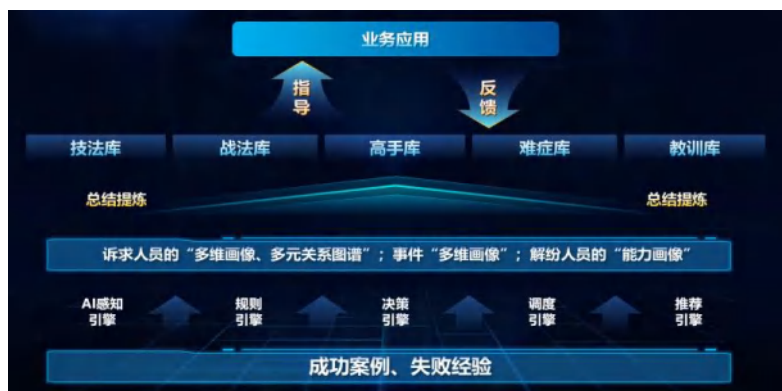 业务应用
指导
反馈
技法库 战法库 高手库 难症库 教训库
总结提炼 总结提炼
诉求人员的“多维画像、多元关系图谱”；事件“多维画像”；解纷人员的“能力画像”
AI感知引擎 规则引擎 决策引擎 调度引擎 推荐引擎
成功案例、失败经验